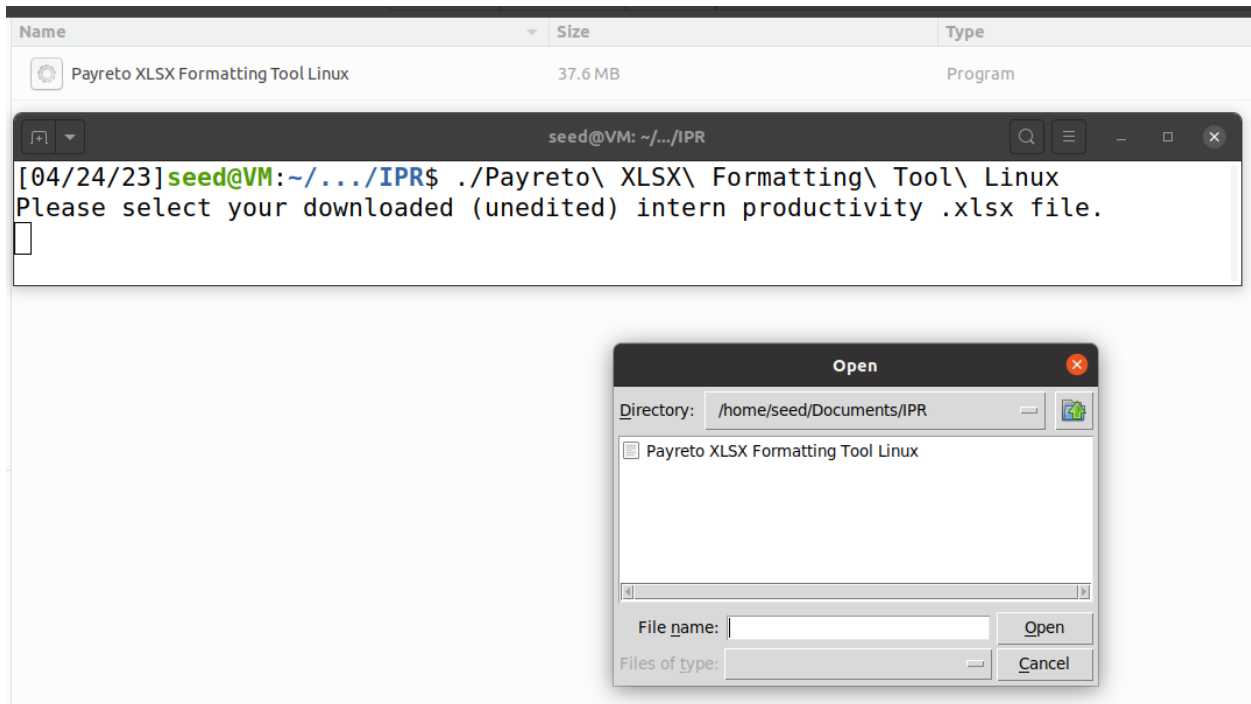 Name Size Type
Payreto XLSX Formatting Tool Linux 37.6 MB Program
seed@VM: ~/.../IPR
[04/24/23]seed@VM:~/.../IPR$ ./Payreto\ XLSX\ Formatting\ Tool\ Linux
Please select your downloaded (unedited) intern productivity .xlsx file.
Open
Directory: /home/seed/Documents/IPR
Payreto XLSX Formatting Tool Linux
File name: Open
Files of type: Cancel